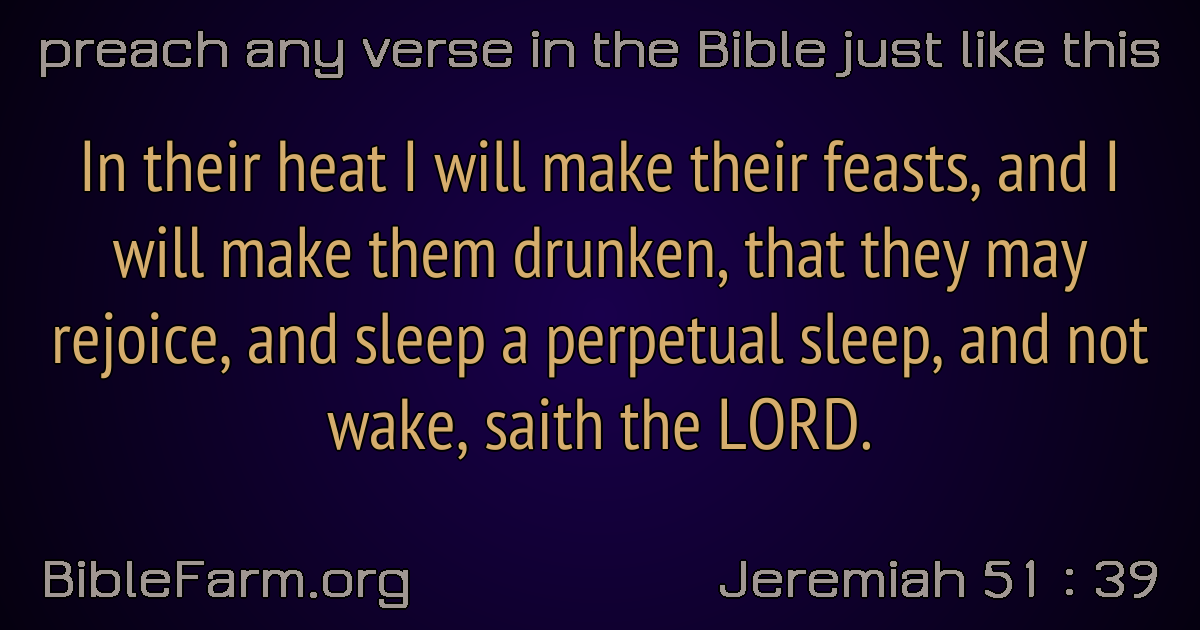 preach any verse in the Bible just like this
In their heat I will make their feasts, and I
will make them drunken, that they may
rejoice, and sleep a perpetual sleep, and not
wake, saith the LORD.
BibleFarm.org
Jeremiah 51 : 39